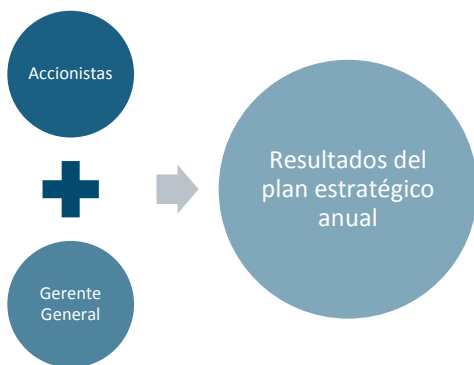 Accionistas
Gerente
General
Resultados del
plan estratégico
anual